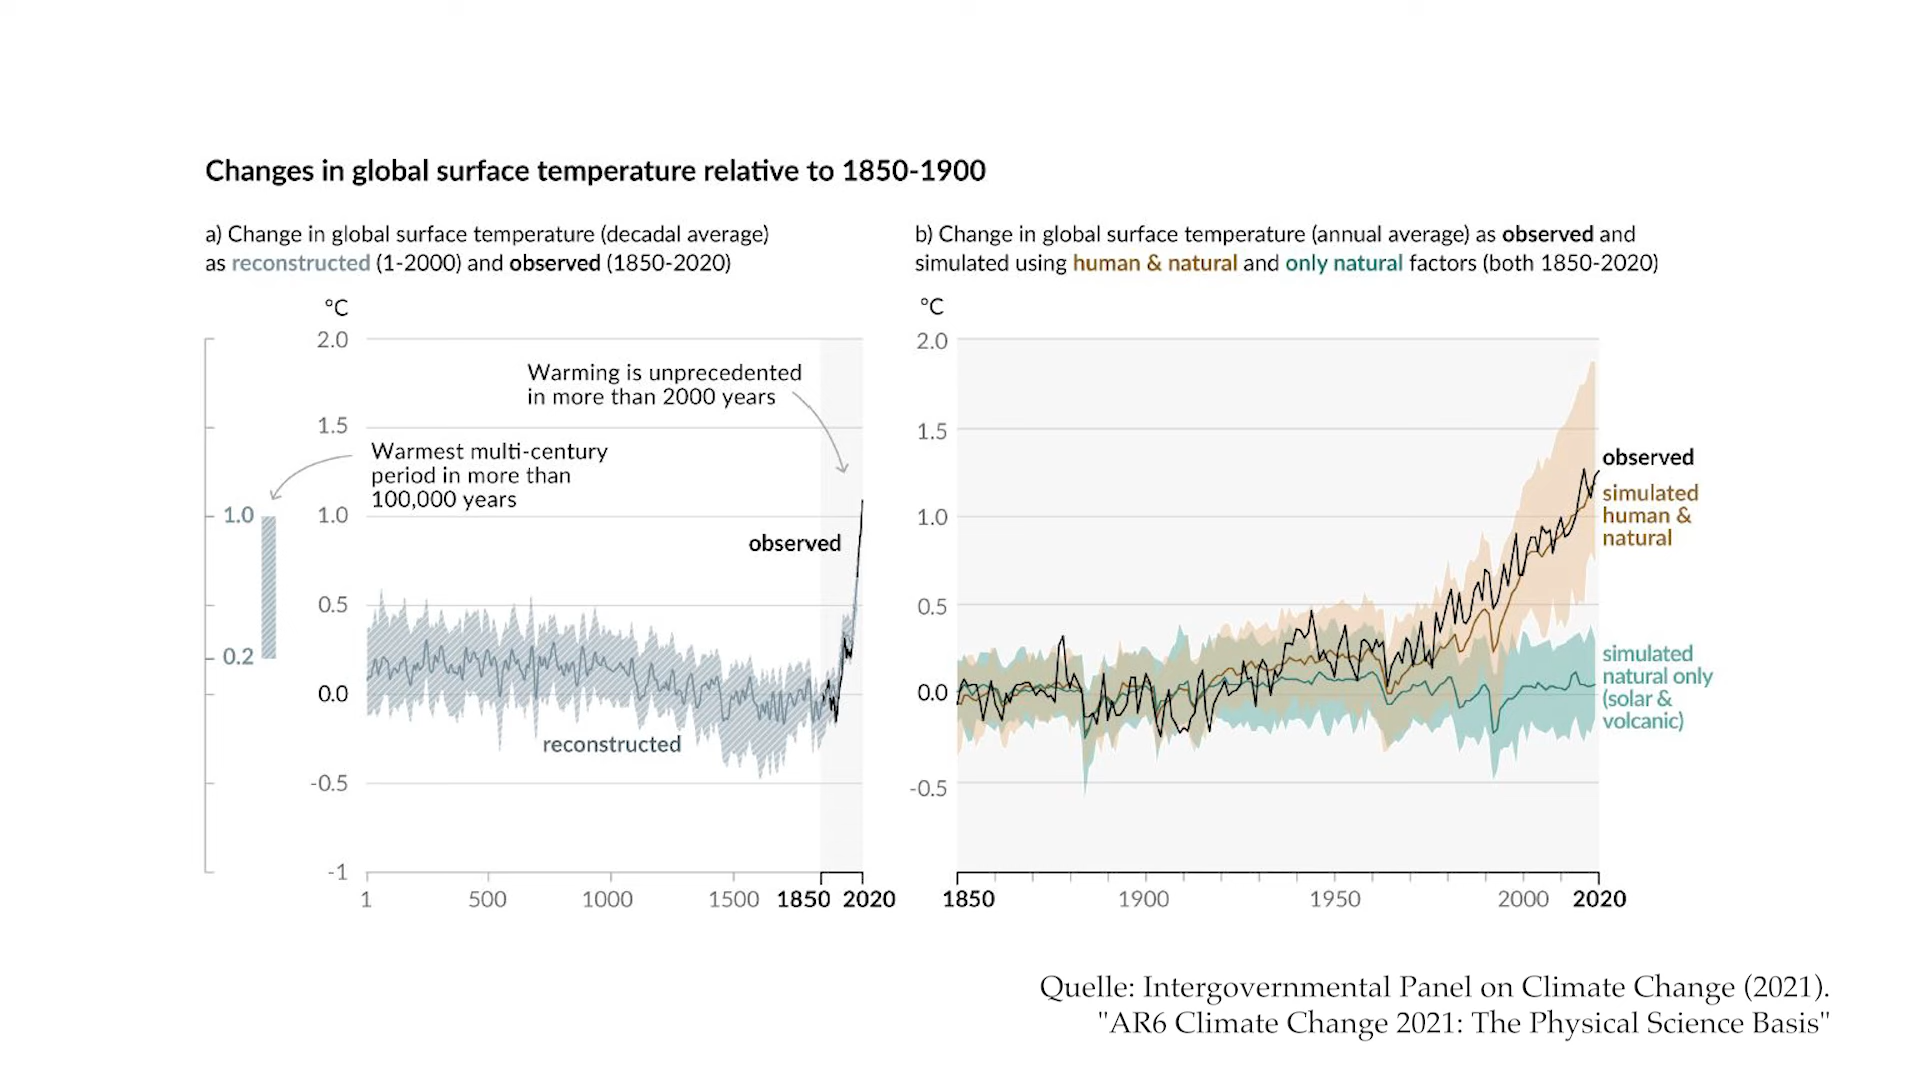 Changes in global surface temperature relative to 1850-1900
a) Change in global surface temperature (decadal average)
as reconstructed (1-2000) and observed (1850-2020)
°C
2.0
1.5
1.0
0.5
0.0
-0.5
-1
Warming is unprecedented
in more than 2000 years
Warmest multi-century
period in more than
100,000 years
1.0
0.2
observed
reconstructed
1
500
1000
1500
1850
2020
b) Change in global surface temperature (annual average) as observed and
simulated using human & natural and only natural factors (both 1850-2020)
°C
2.0
1.5
1.0
0.5
0.0
-0.5
observed
simulated
human &
natural
simulated
natural only
(solar &
volcanic)
1850
1900
1950
2000
2020
Quelle: Intergovernmental Panel on Climate Change (2021).
"AR6 Climate Change 2021: The Physical Science Basis"